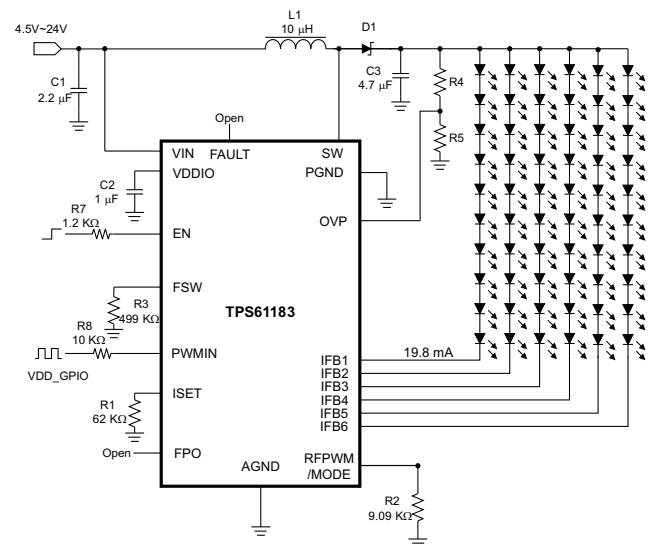 4.5V~24V
L1
10 μH
D1
C1
2.2 μF
C3
4.7 μF
R4
R5
Open
VIN
FAULT
SW
VDDIO
PGND
C2
1 μF
OVP
R7
1.2 KΩ
EN
FSW
R3
499 KΩ
TPS61183
R8
10 KΩ
PWMIN
VDD_GPIO
IFB1
19.8 mA
IFB2
IFB3
IFB4
IFB5
IFB6
ISET
R1
62 KΩ
Open
FPO
AGND
RFPWM
/MODE
R2
9.09 KΩ